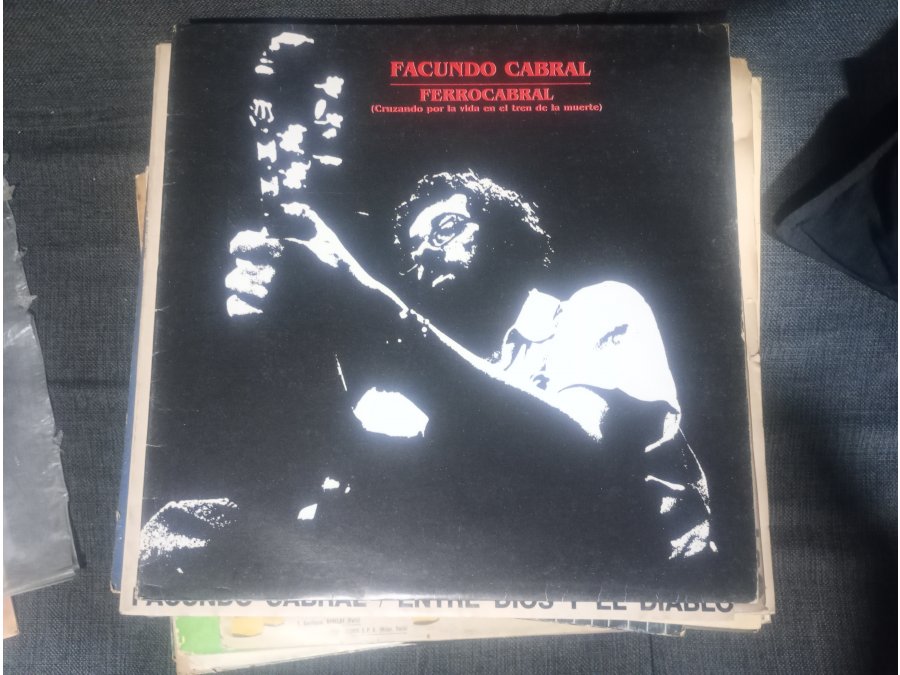 FACUNDO CABRAL
FERROCABRAL
(Cruzando por la vida en el tren de la muerte)
FACUNDO CABRAL / ENTRE DIOS Y EL DIABLO